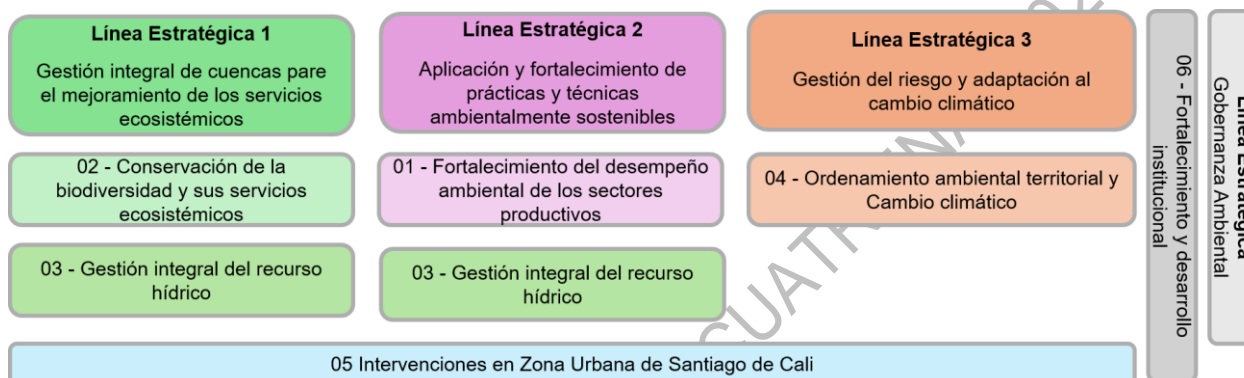 Línea Estratégica 1
Gestión integral de cuencas pare
el mejoramiento de los servicios
ecosistémicos
02 - Conservación de la
biodiversidad y sus servicios
ecosistémicos
03 - Gestión integral del recurso
hídrico
Línea Estratégica 2
Aplicación y fortalecimiento de
prácticas y técnicas
ambientalmente sostenibles
01 - Fortalecimiento del desempeño
ambiental de los sectores
productivos
03 - Gestión integral del recurso
hídrico
Línea Estratégica 3
Gestión del riesgo y adaptación al
cambio climático
04 - Ordenamiento ambiental territorial y
Cambio climático
05 Intervenciones en Zona Urbana de Santiago de Cali
06 - Fortalecimiento y desarrollo
institucional
Línea Estratégica
Gobernanza Ambiental